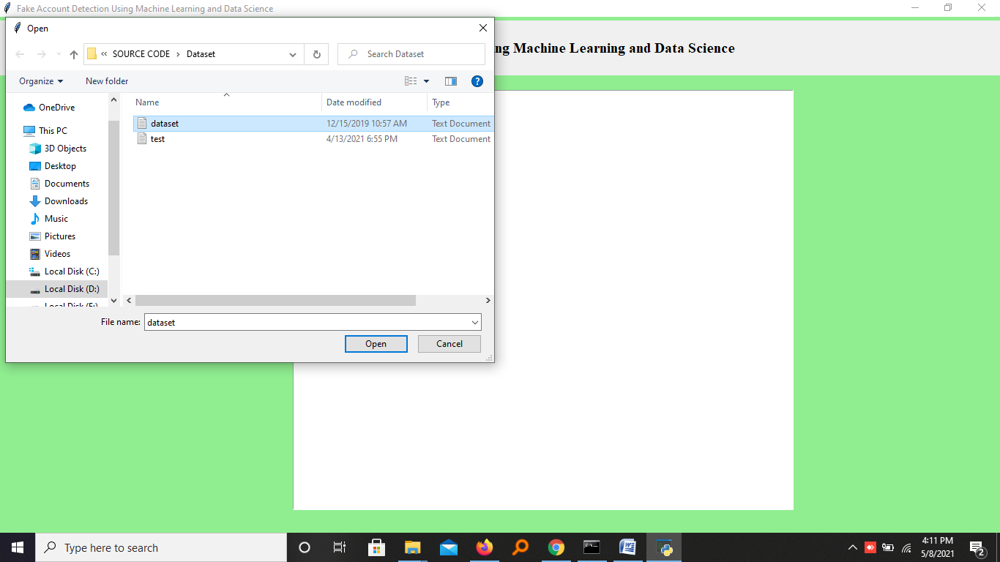 Fake Account Detection Using Machine Learning and Data Science
Open
ng Machine Learning and Data Science
« SOURCE CODE › Dataset
Search Dataset
Organize
New folder
Name Date modified Type
OneDrive
This PC
3D Objects
Desktop
Documents
Downloads
Music
Pictures
Videos
Local Disk (C:)
Local Disk (D:)
Local Disk (E:)
dataset 12/15/2019 10:57 AM Text Document
test 4/13/2021 6:55 PM Text Document
File name: dataset
Open Cancel
Type here to search
4:11 PM
5/8/2021
2